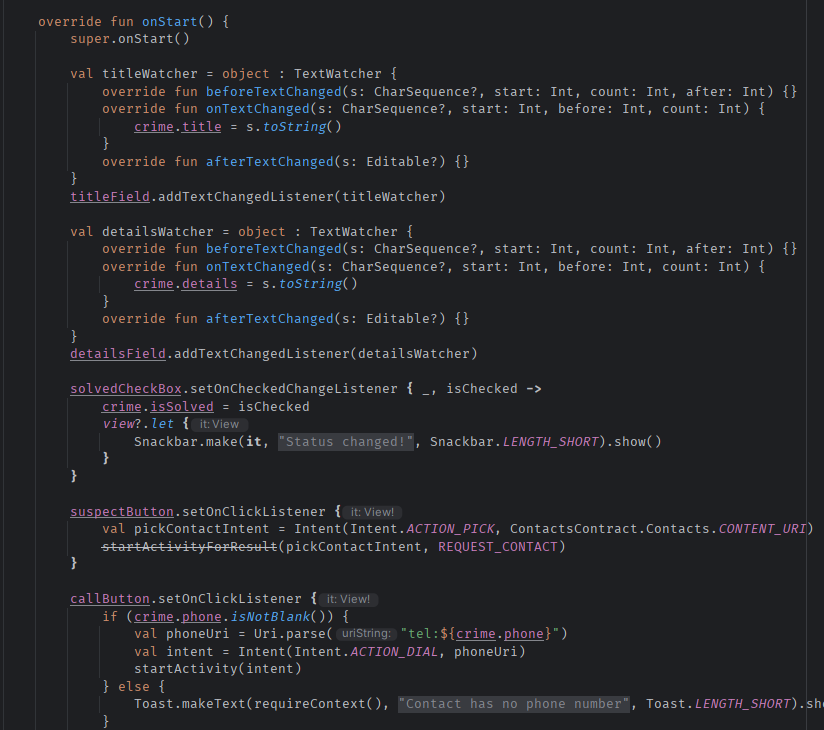 override fun onStart() {
super.onStart()
val titleWatcher = object : TextWatcher {
override fun beforeTextChanged(s: CharSequence?, start: Int, count: Int, after: Int) {}
override fun onTextChanged(s: CharSequence?, start: Int, before: Int, count: Int) {
crime.title = s.toString()
}
override fun afterTextChanged(s: Editable?) {}
}
titleField.addTextChangedListener(titleWatcher)
val detailsWatcher = object : TextWatcher {
override fun beforeTextChanged(s: CharSequence?, start: Int, count: Int, after: Int) {}
override fun onTextChanged(s: CharSequence?, start: Int, before: Int, count: Int) {
crime.details = s.toString()
}
override fun afterTextChanged(s: Editable?) {}
}
detailsField.addTextChangedListener(detailsWatcher)
solvedCheckBox.setOnCheckedChangeListener { _, isChecked ->
crime.isSolved = isChecked
view?.let { it: View
Snackbar.make(it, "Status changed!", Snackbar.LENGTH_SHORT).show()
}
}
suspectButton.setOnClickListener { it: View!
val pickContactIntent = Intent(Intent.ACTION_PICK, ContactsContract.Contacts.CONTENT_URI)
startActivityForResult(pickContactIntent, REQUEST_CONTACT)
}
callButton.setOnClickListener { it: View!
if (crime.phone.isNotBlank()) {
val phoneUri = Uri.parse( uriString: "tel:${crime.phone}")
val intent = Intent(Intent.ACTION_DIAL, phoneUri)
startActivity(intent)
} else {
Toast.makeText(requireContext(), "Contact has no phone number", Toast.LENGTH_SHORT).sh
}